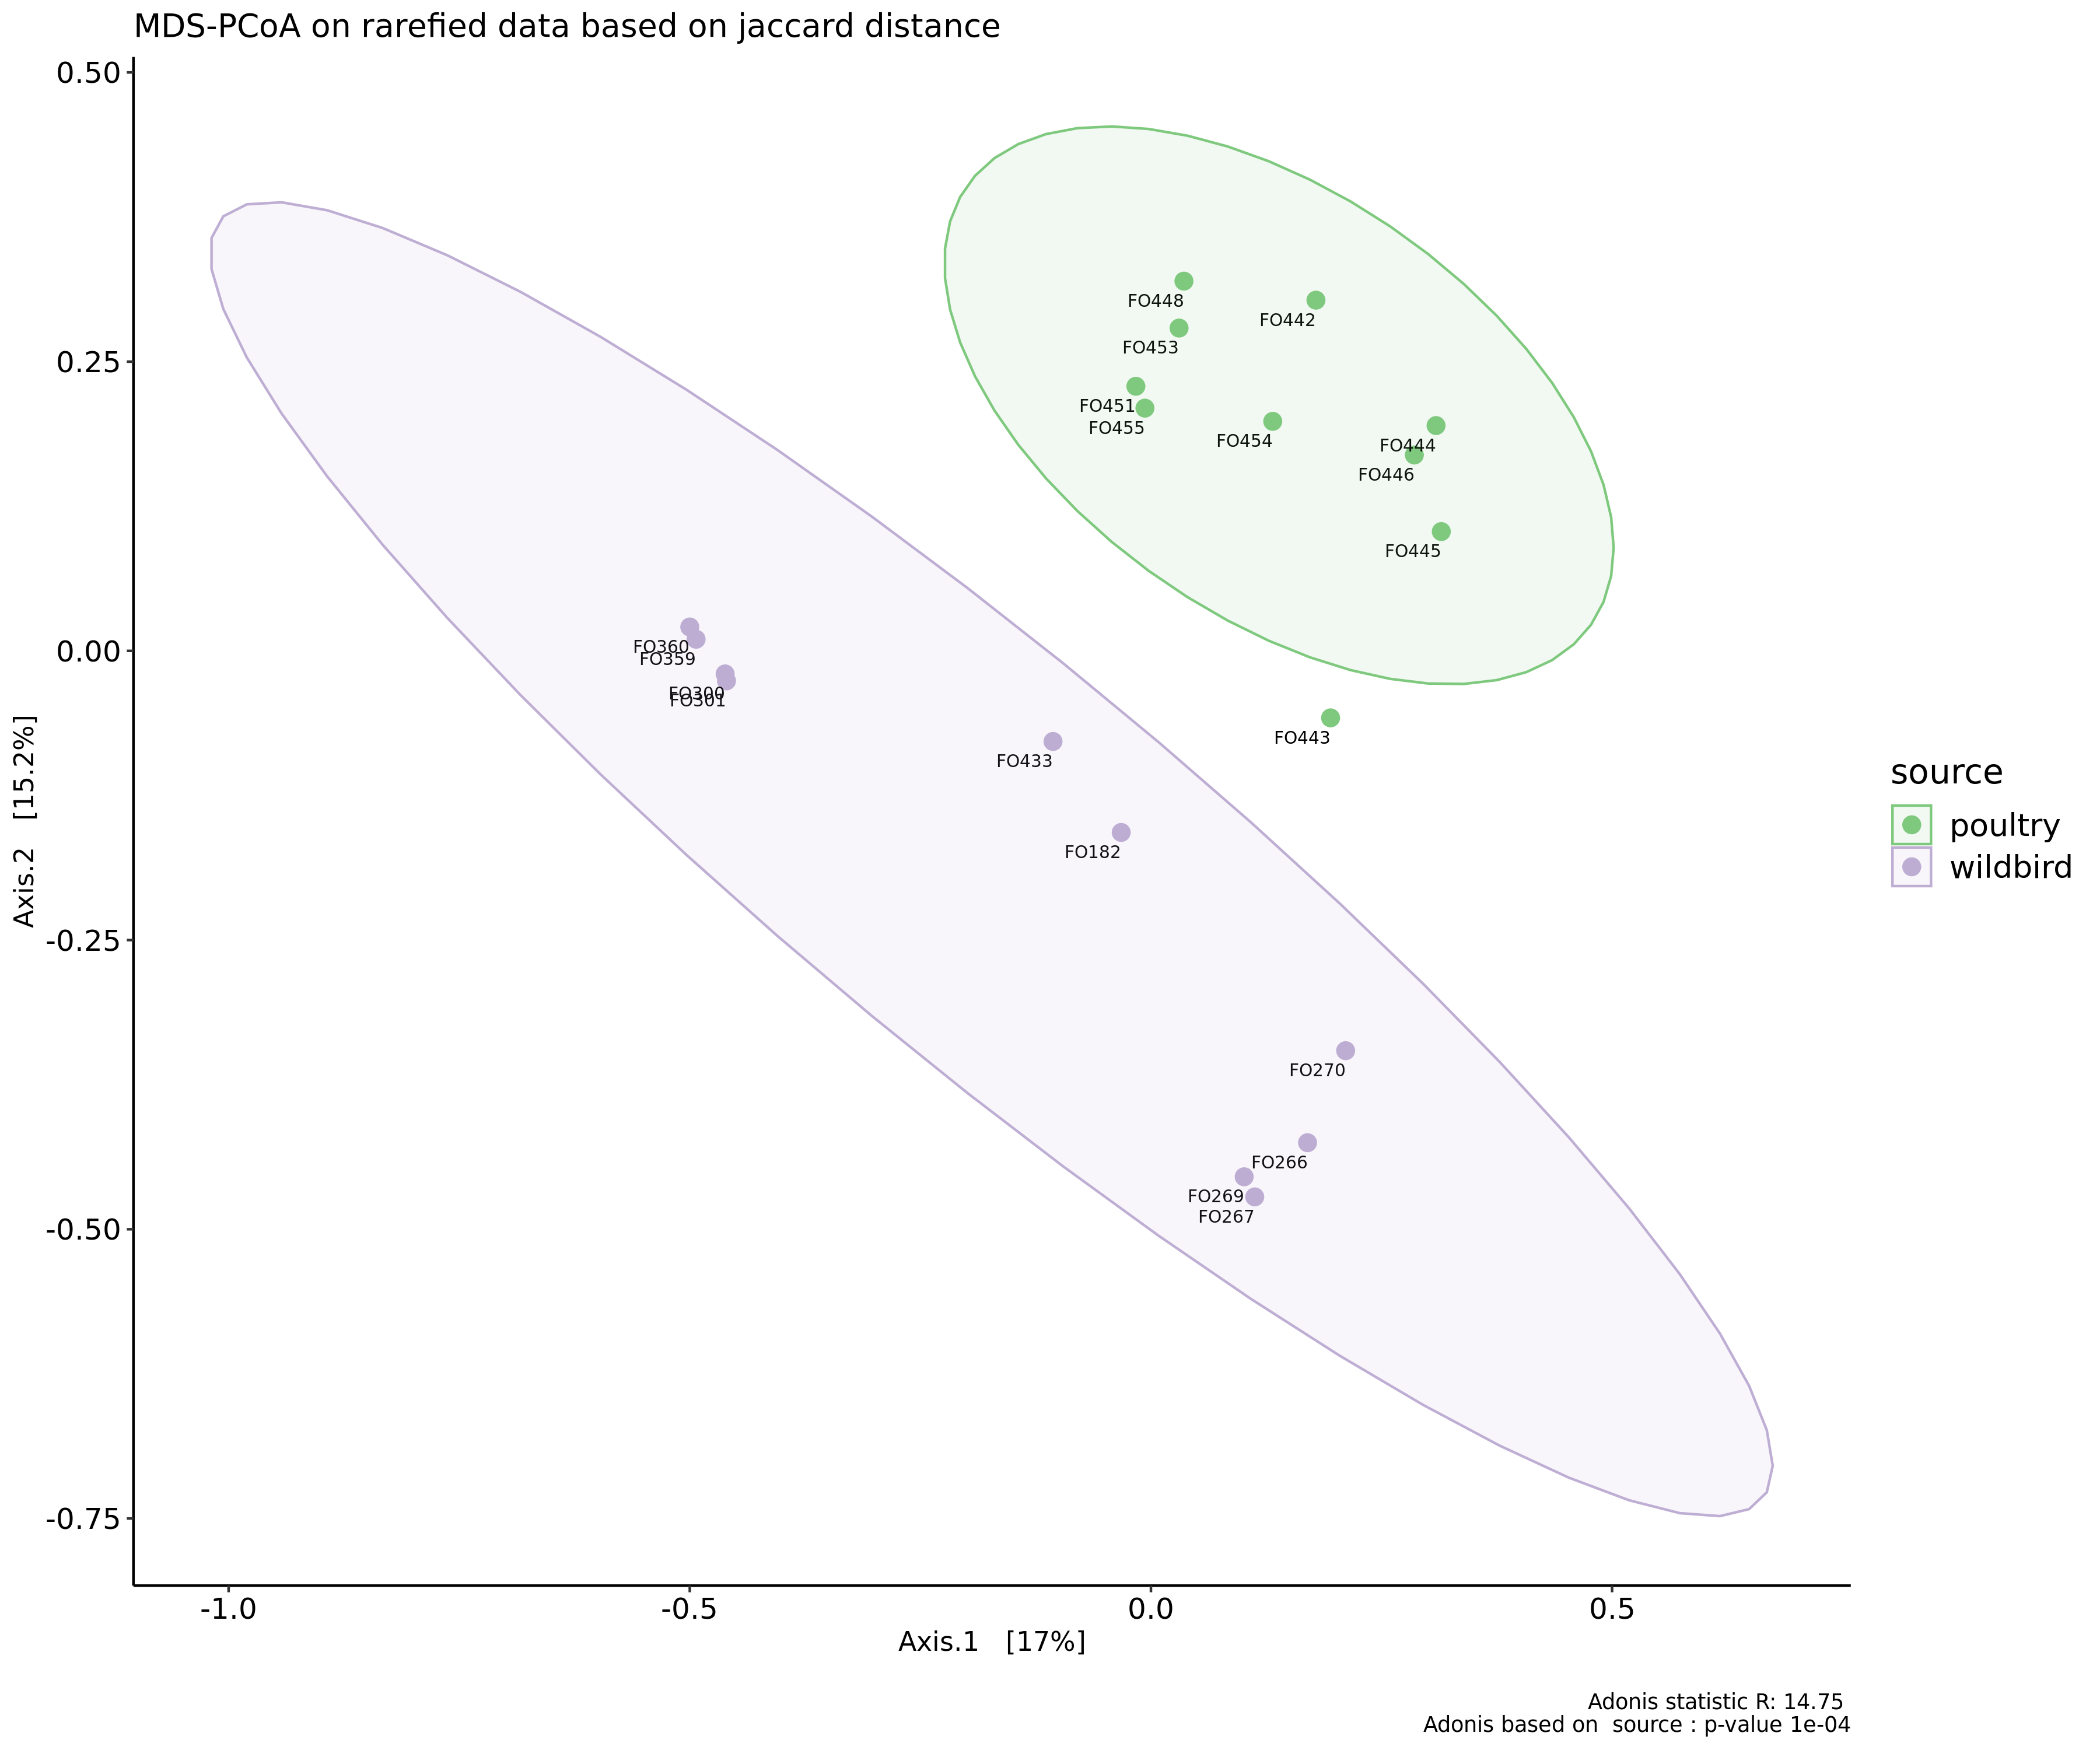 MDS-PCoA on rarefied data based on jaccard distance
0.50
0.25
0.00
-0.25
-0.50
-0.75
Axis.2 [15.2%]
FO448
FO442
FO453
FO451
FO455
FO454
FO444
FO446
FO445
FO360
FO359
FO300
FO301
FO443
FO433
FO182
FO270
FO266
FO269
FO267
source
poultry
wildbird
-1.0
-0.5
0.0
0.5
Axis.1 [17%]
Adonis statistic R: 14.75
Adonis based on source : p-value 1e-04